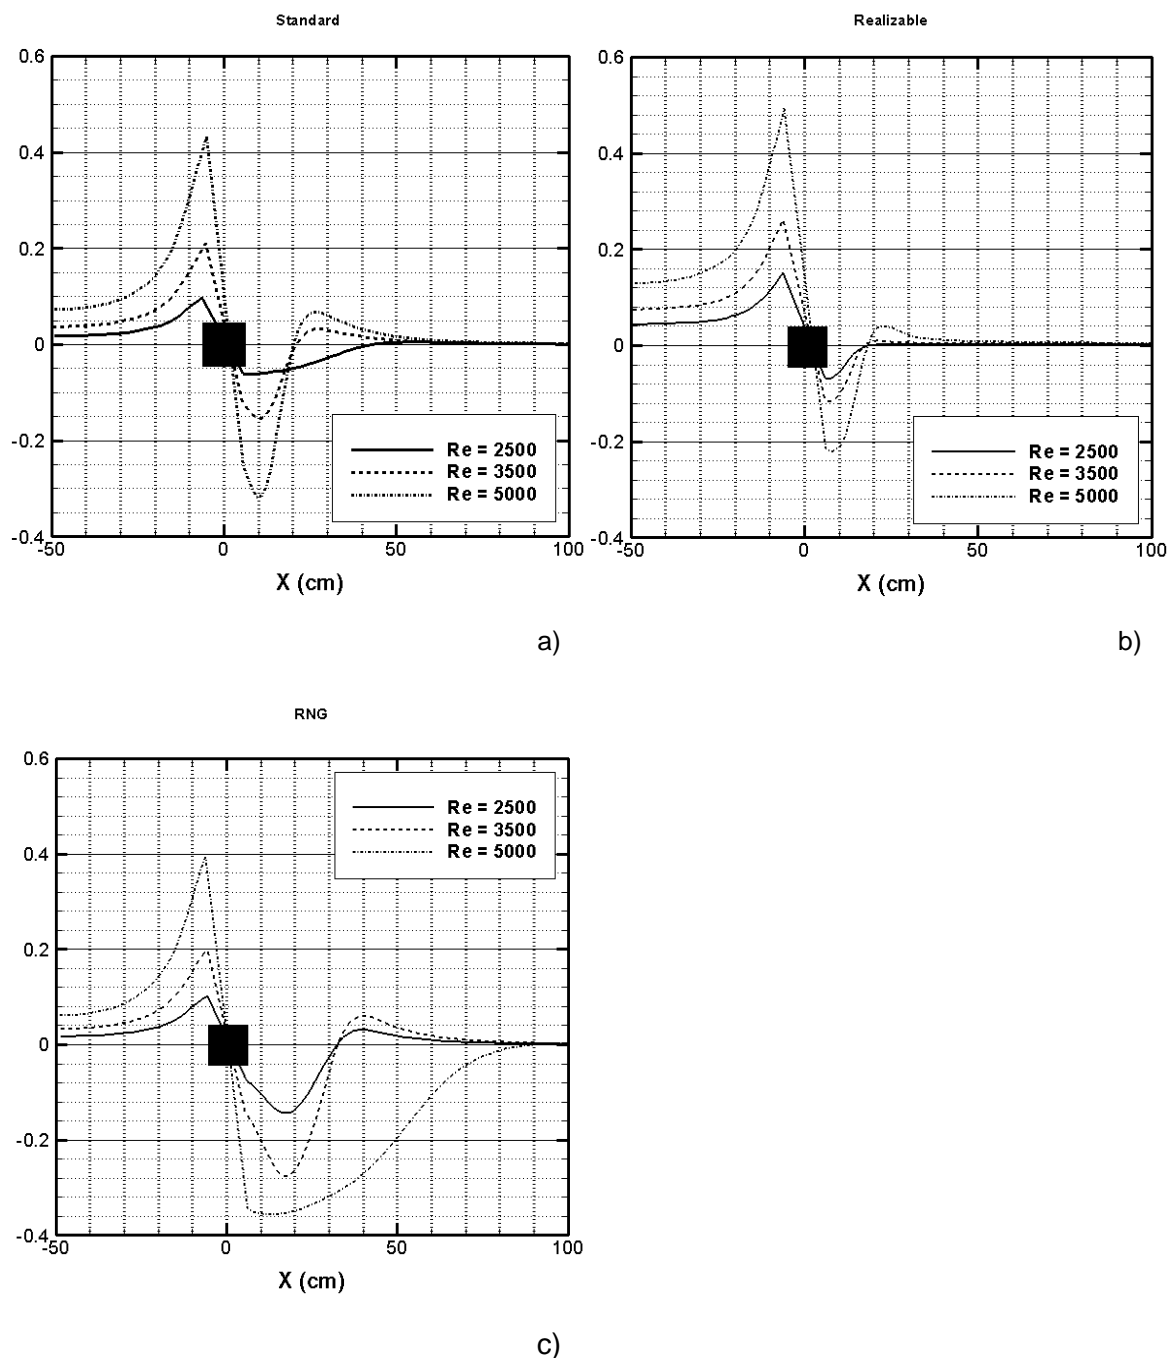 Standard
0.6
0.4
0.2
0
-0.2
-0.4
-50 0 50 100
X (cm)
Re = 2500
Re = 3500
Re = 5000
a)
Realizable
0.6
0.4
0.2
0
-0.2
-0.4
-50 0 50 100
X (cm)
Re = 2500
Re = 3500
Re = 5000
b)
RNG
0.6
0.4
0.2
0
-0.2
-0.4
-50 0 50 100
X (cm)
Re = 2500
Re = 3500
Re = 5000
c)